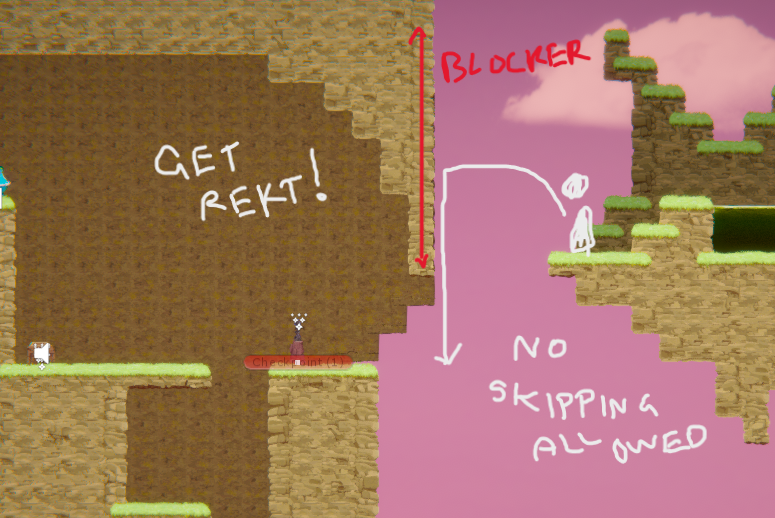 BLOCKER
GET
REKT!
Checkpoint (1)
NO
SKIPPING
ALLOWED